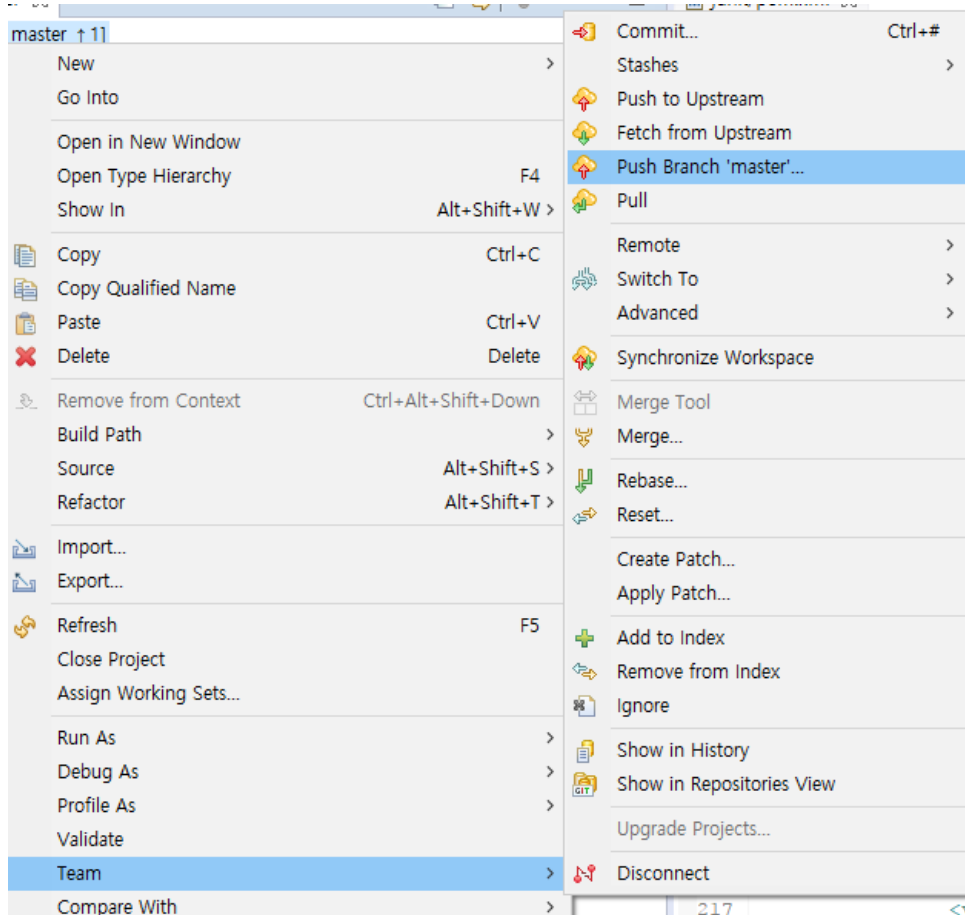 master ↑ 11
New
Go Into
Open in New Window
Open Type Hierarchy F4
Show In Alt+Shift+W >
Copy Ctrl+C
Copy Qualified Name
Paste Ctrl+V
Delete Delete
Remove from Context Ctrl+Alt+Shift+Down
Build Path
Source Alt+Shift+S >
Refactor Alt+Shift+T >
Import...
Export...
Refresh F5
Close Project
Assign Working Sets...
Run As
Debug As
Profile As
Validate
Team
Compare With
Commit... Ctrl+#
Stashes
Push to Upstream
Fetch from Upstream
Push Branch 'master'...
Pull
Remote
Switch To
Advanced
Synchronize Workspace
Merge Tool
Merge...
Rebase...
Reset...
Create Patch...
Apply Patch...
Add to Index
Remove from Index
Ignore
Show in History
GIT
Show in Repositories View
Upgrade Projects...
Disconnect
217